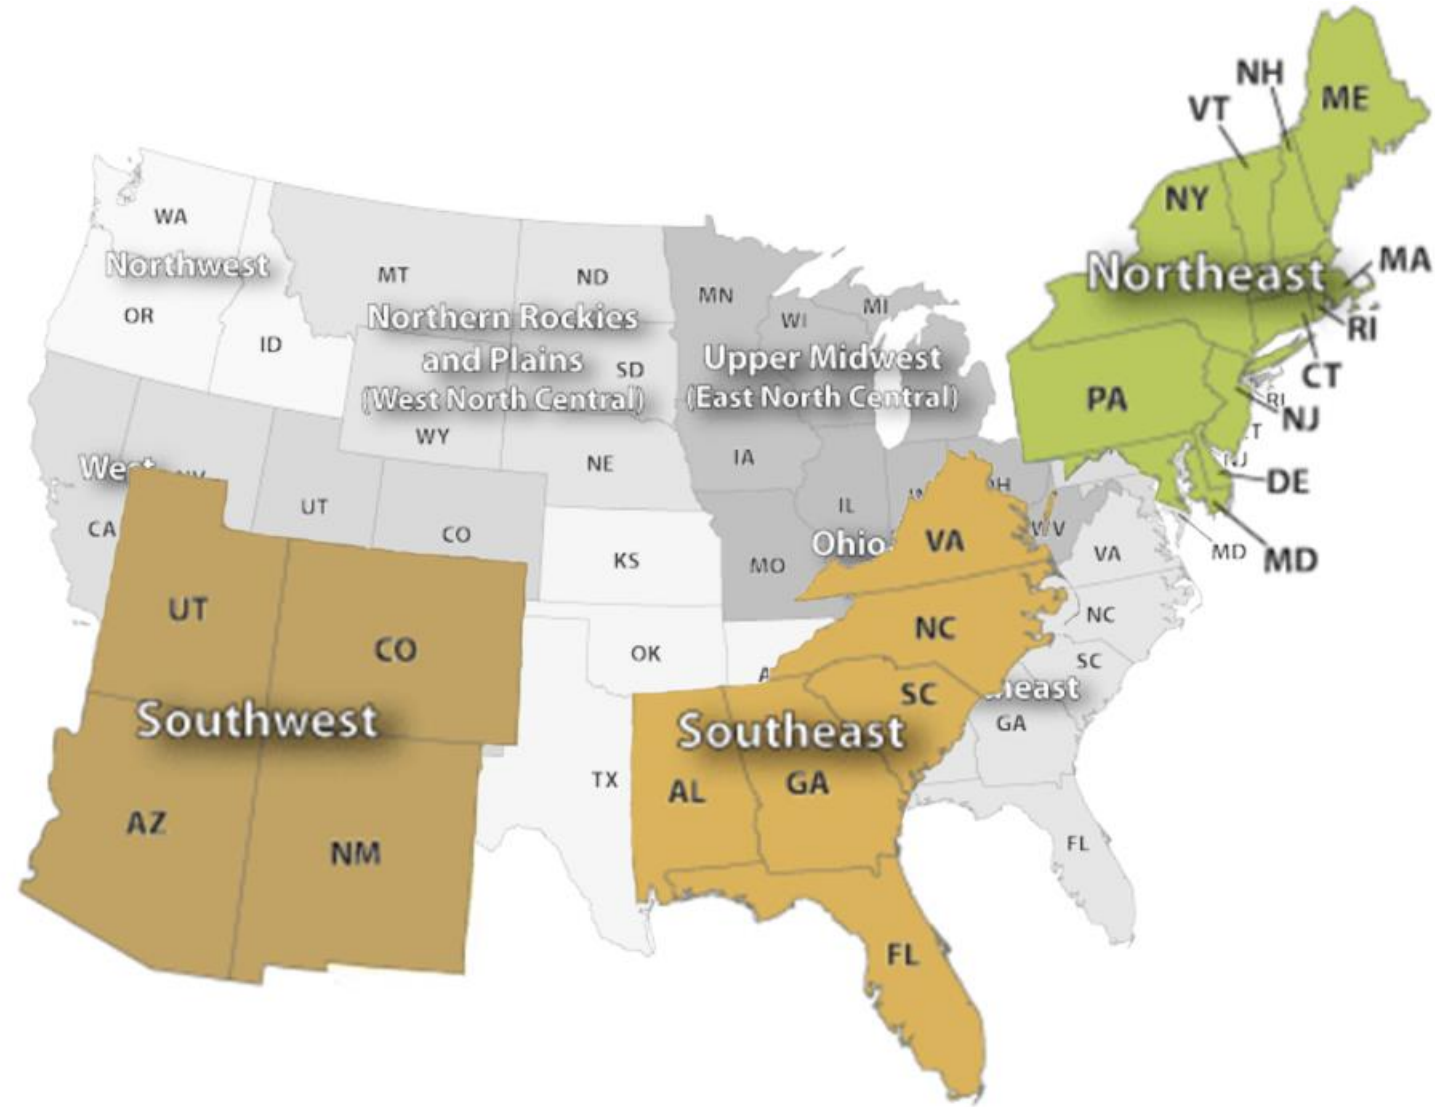 NH
VT
ME
NY
Northeast
MA
RI
CT
PA
NJ
RI
DE
MD
MD
WA
Northwest
OR
ID
MT
ND
Northern Rockies
and Plains
SD
(West North Central)
WY
NE
MN
WI
MI
Upper Midwest
(East North Central)
IA
IL
MO
Ohio
WV
UT
CO
CA
KS
OK
TX
VA
NC
SC
GA
FL
UT
CO
Southwest
AZ
NM
VA
NC
SC
Southeast
AL
GA
FL